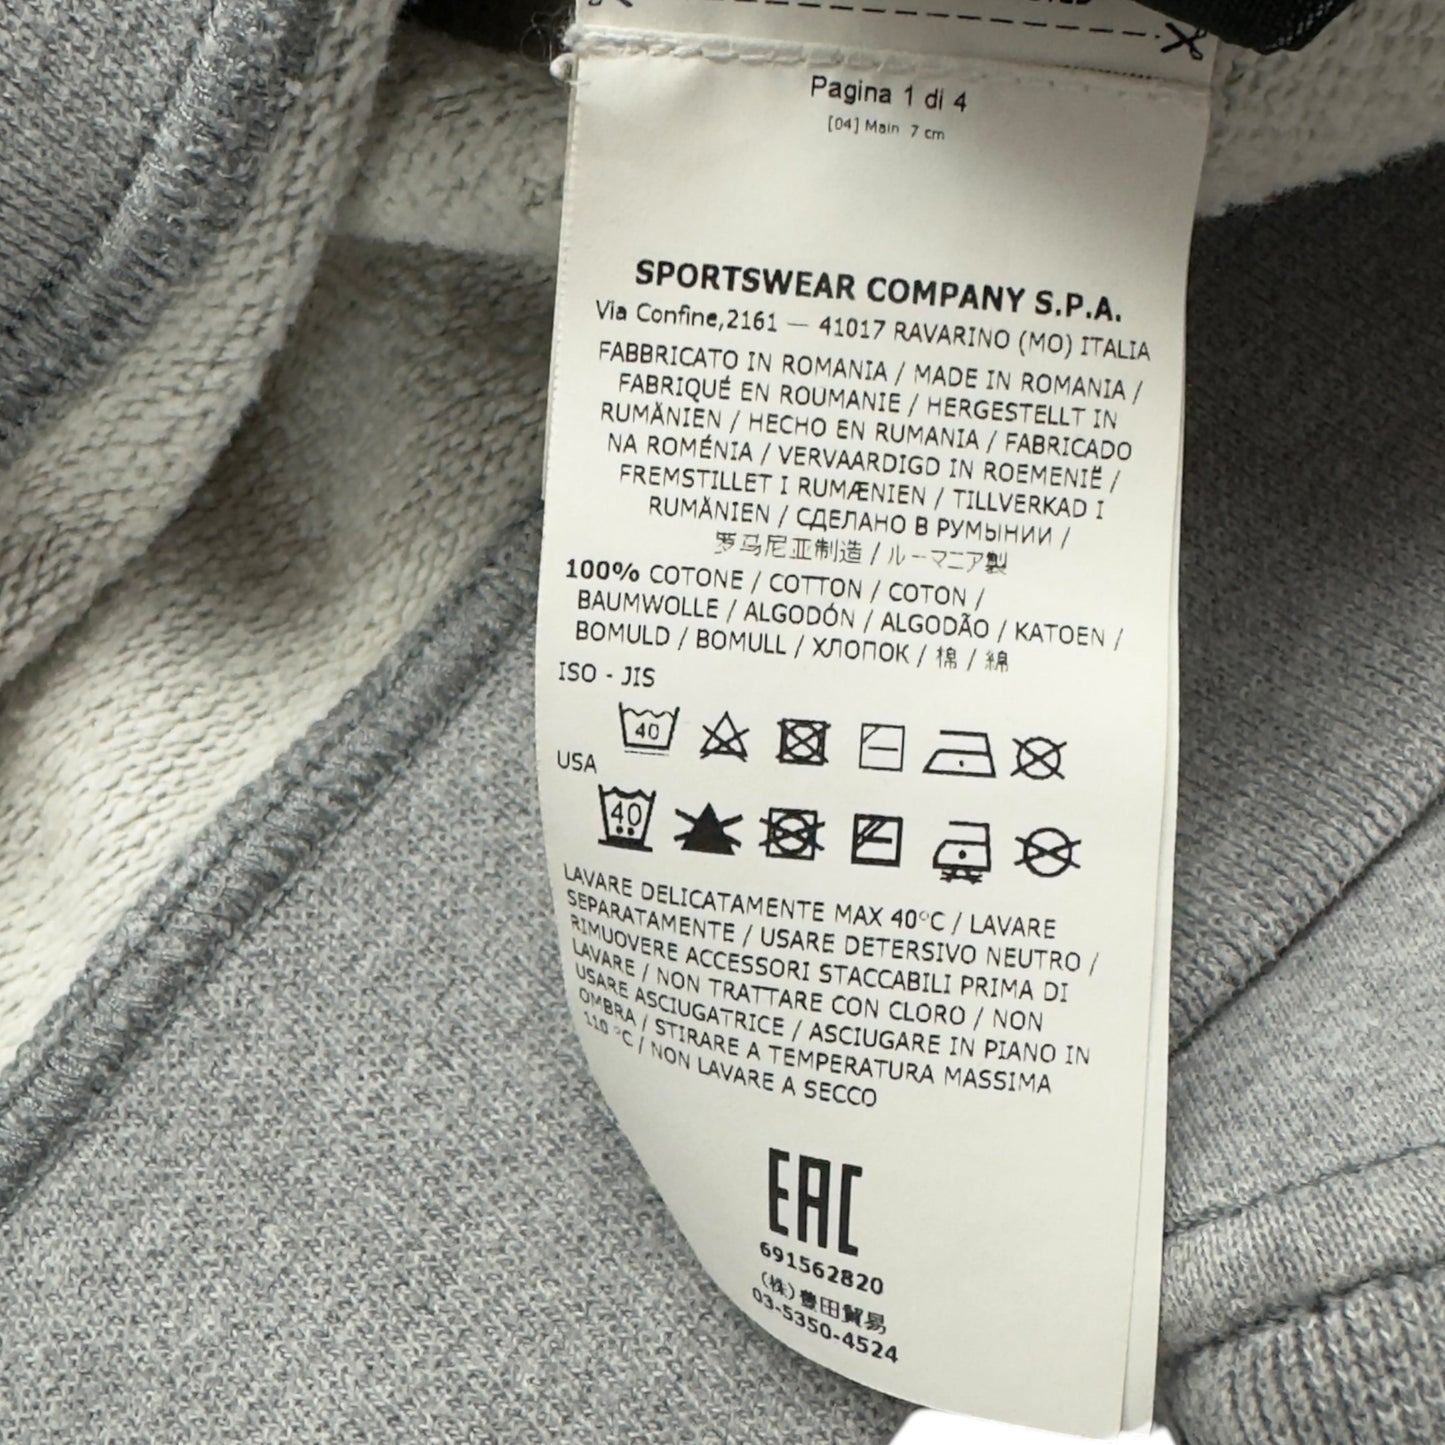 Pagina 1 di 4
[04] Main 7 cm
SPORTSWEAR COMPANY S.P.A.
Via Confine,2161 — 41017 RAVARINO (MO) ITALIA
FABBRICATO IN ROMANIA / MADE IN ROMANIA /
FABRIQUÉ EN ROUMANIE / HERGESTELLT IN
RUMÄNIEN / HECHO EN RUMANIA / FABRICADO
NA ROMÉNIA / VERVAARDIGD IN ROEMENIË /
FREMSTILLET I RUMÆNIEN / TILLVERKAD I
RUMÄNIEN / СДЕЛАНО В РУМЫНИИ /
罗马尼亚制造 / ルーマニア製
100% COTONE / COTTON / COTON /
BAUMWOLLE / ALGODÓN / ALGODÃO / KATOEN /
BOMULD / BOMULL / ХЛОПОК / 棉 / 綿
ISO - JIS
40
USA
40
LAVARE DELICATAMENTE MAX 40°C / LAVARE
SEPARATAMENTE / USARE DETERSIVO NEUTRO /
RIMUOVERE ACCESSORI STACCABILI PRIMA DI
LAVARE / NON TRATTARE CON CLORO / NON
USARE ASCIUGATRICE / ASCIUGARE IN PIANO IN
OMBRA / STIRARE A TEMPERATURA MASSIMA
110 °C / NON LAVARE A SECCO
EAC
691562820
(株)豊田貿易
03-5350-4524